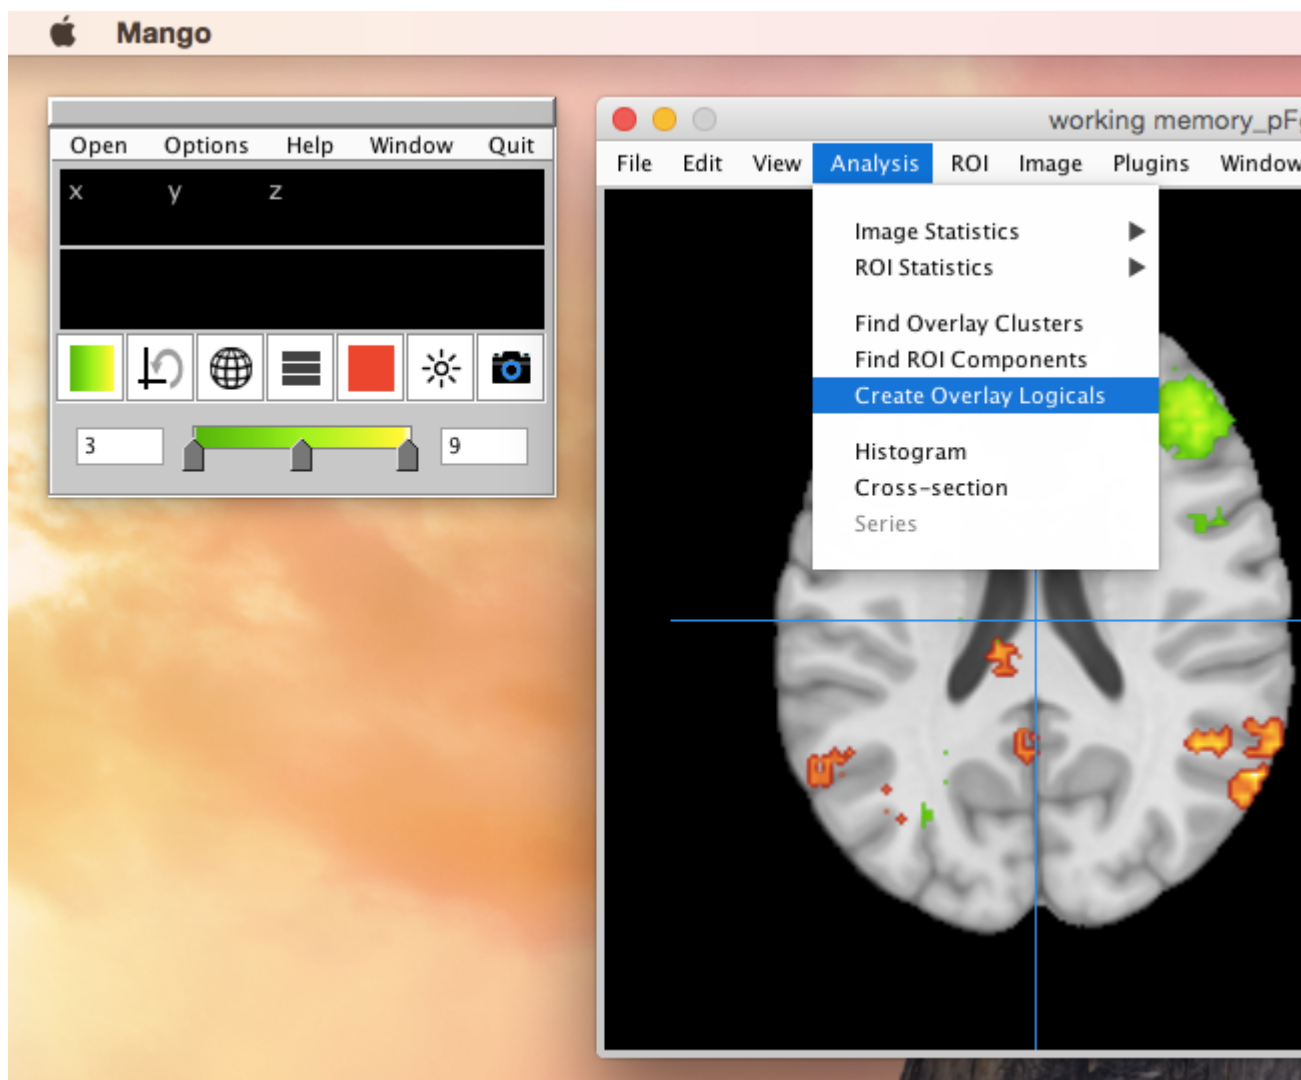 Mango
Open Options Help Window Quit
x y z
3 9
working memory_pF
File Edit View Analysis ROI Image Plugins Window
Image Statistics
ROI Statistics
Find Overlay Clusters
Find ROI Components
Create Overlay Logicals
Histogram
Cross-section
Series